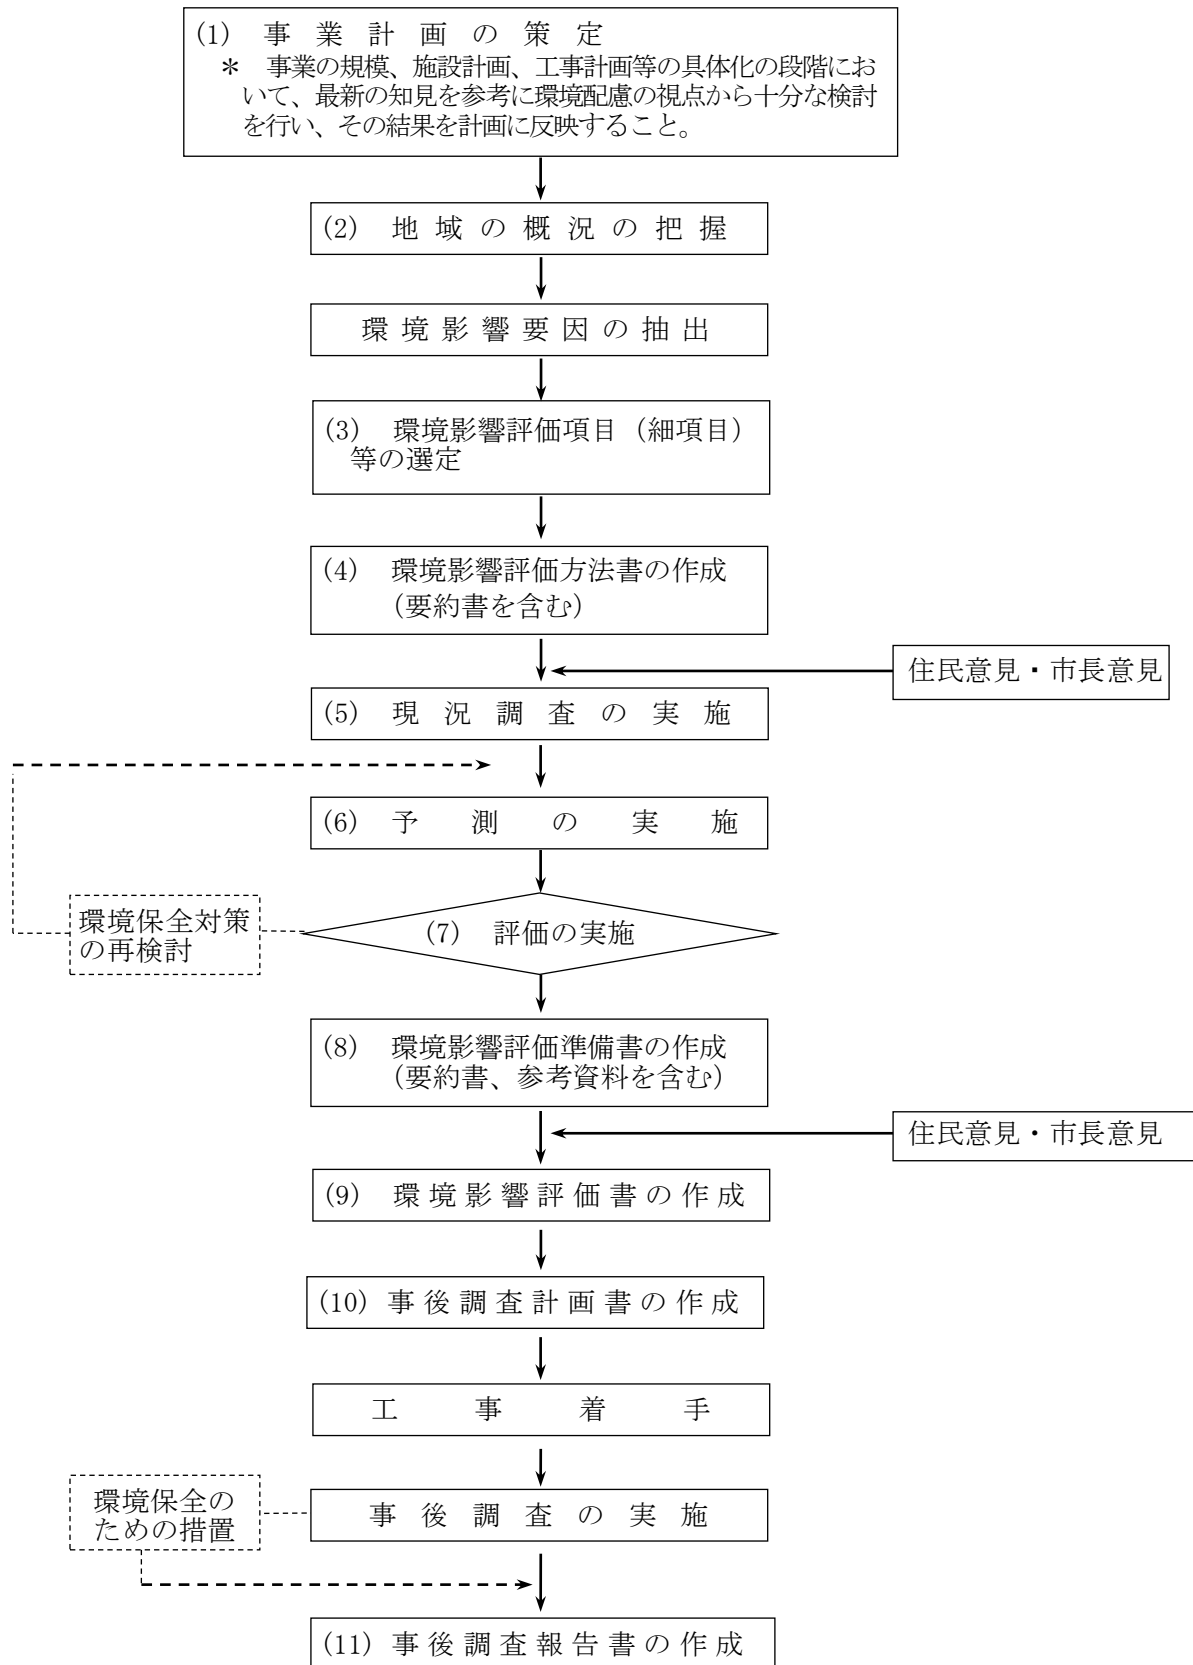 (1) 事業計画の策定
＊ 事業の規模、施設計画、工事計画等の具体化の段階にお
いて、最新の知見を参考に環境配慮の視点から十分な検討
を行い、その結果を計画に反映すること。
(2) 地域の概況の把握
環境影響要因の抽出
(3) 環境影響評価項目（細項目）
等の選定
(4) 環境影響評価方法書の作成
（要約書を含む）
住民意見・市長意見
(5) 現況調査の実施
(6) 予測の実施
環境保全対策
の再検討
(7) 評価の実施
(8) 環境影響評価準備書の作成
（要約書、参考資料を含む）
住民意見・市長意見
(9) 環境影響評価書の作成
(10) 事後調査計画書の作成
工事着手
環境保全の
ための措置
事後調査の実施
(11) 事後調査報告書の作成